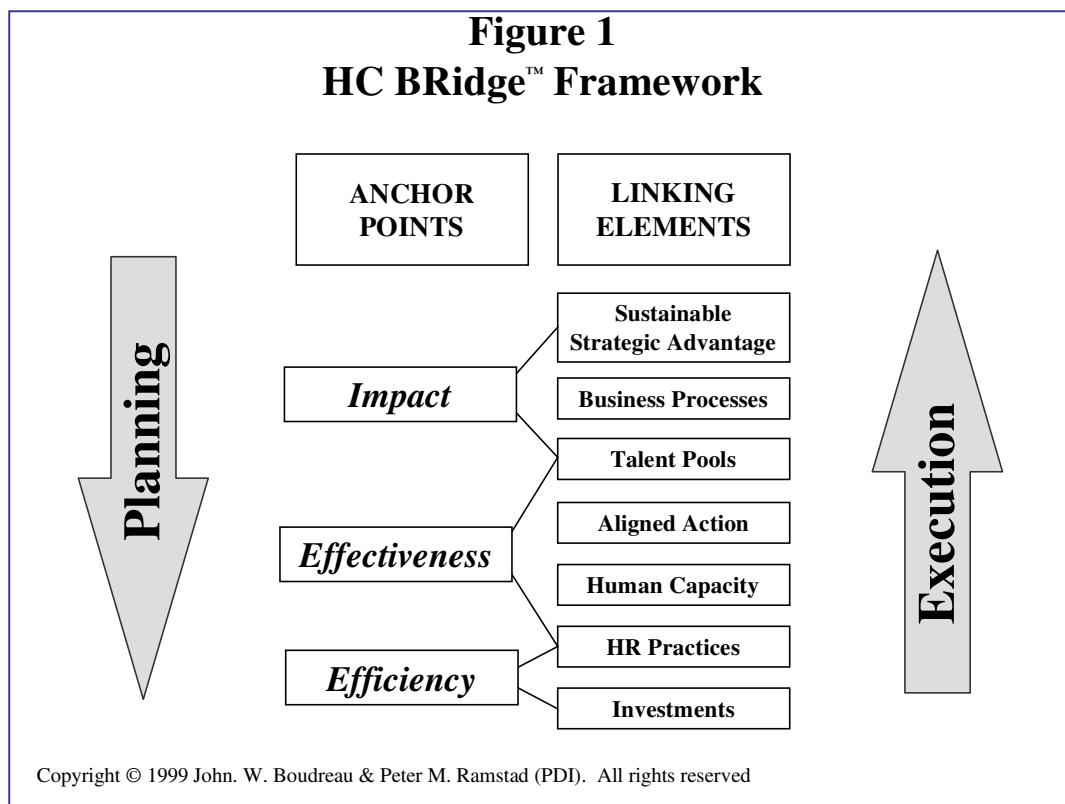 Figure 1
HC BRidge™ Framework
ANCHOR
POINTS
LINKING
ELEMENTS
Planning
Execution
Impact
Effectiveness
Efficiency
Sustainable
Strategic Advantage
Business Processes
Talent Pools
Aligned Action
Human Capacity
HR Practices
Investments
Copyright © 1999 John. W. Boudreau & Peter M. Ramstad (PDI). All rights reserved